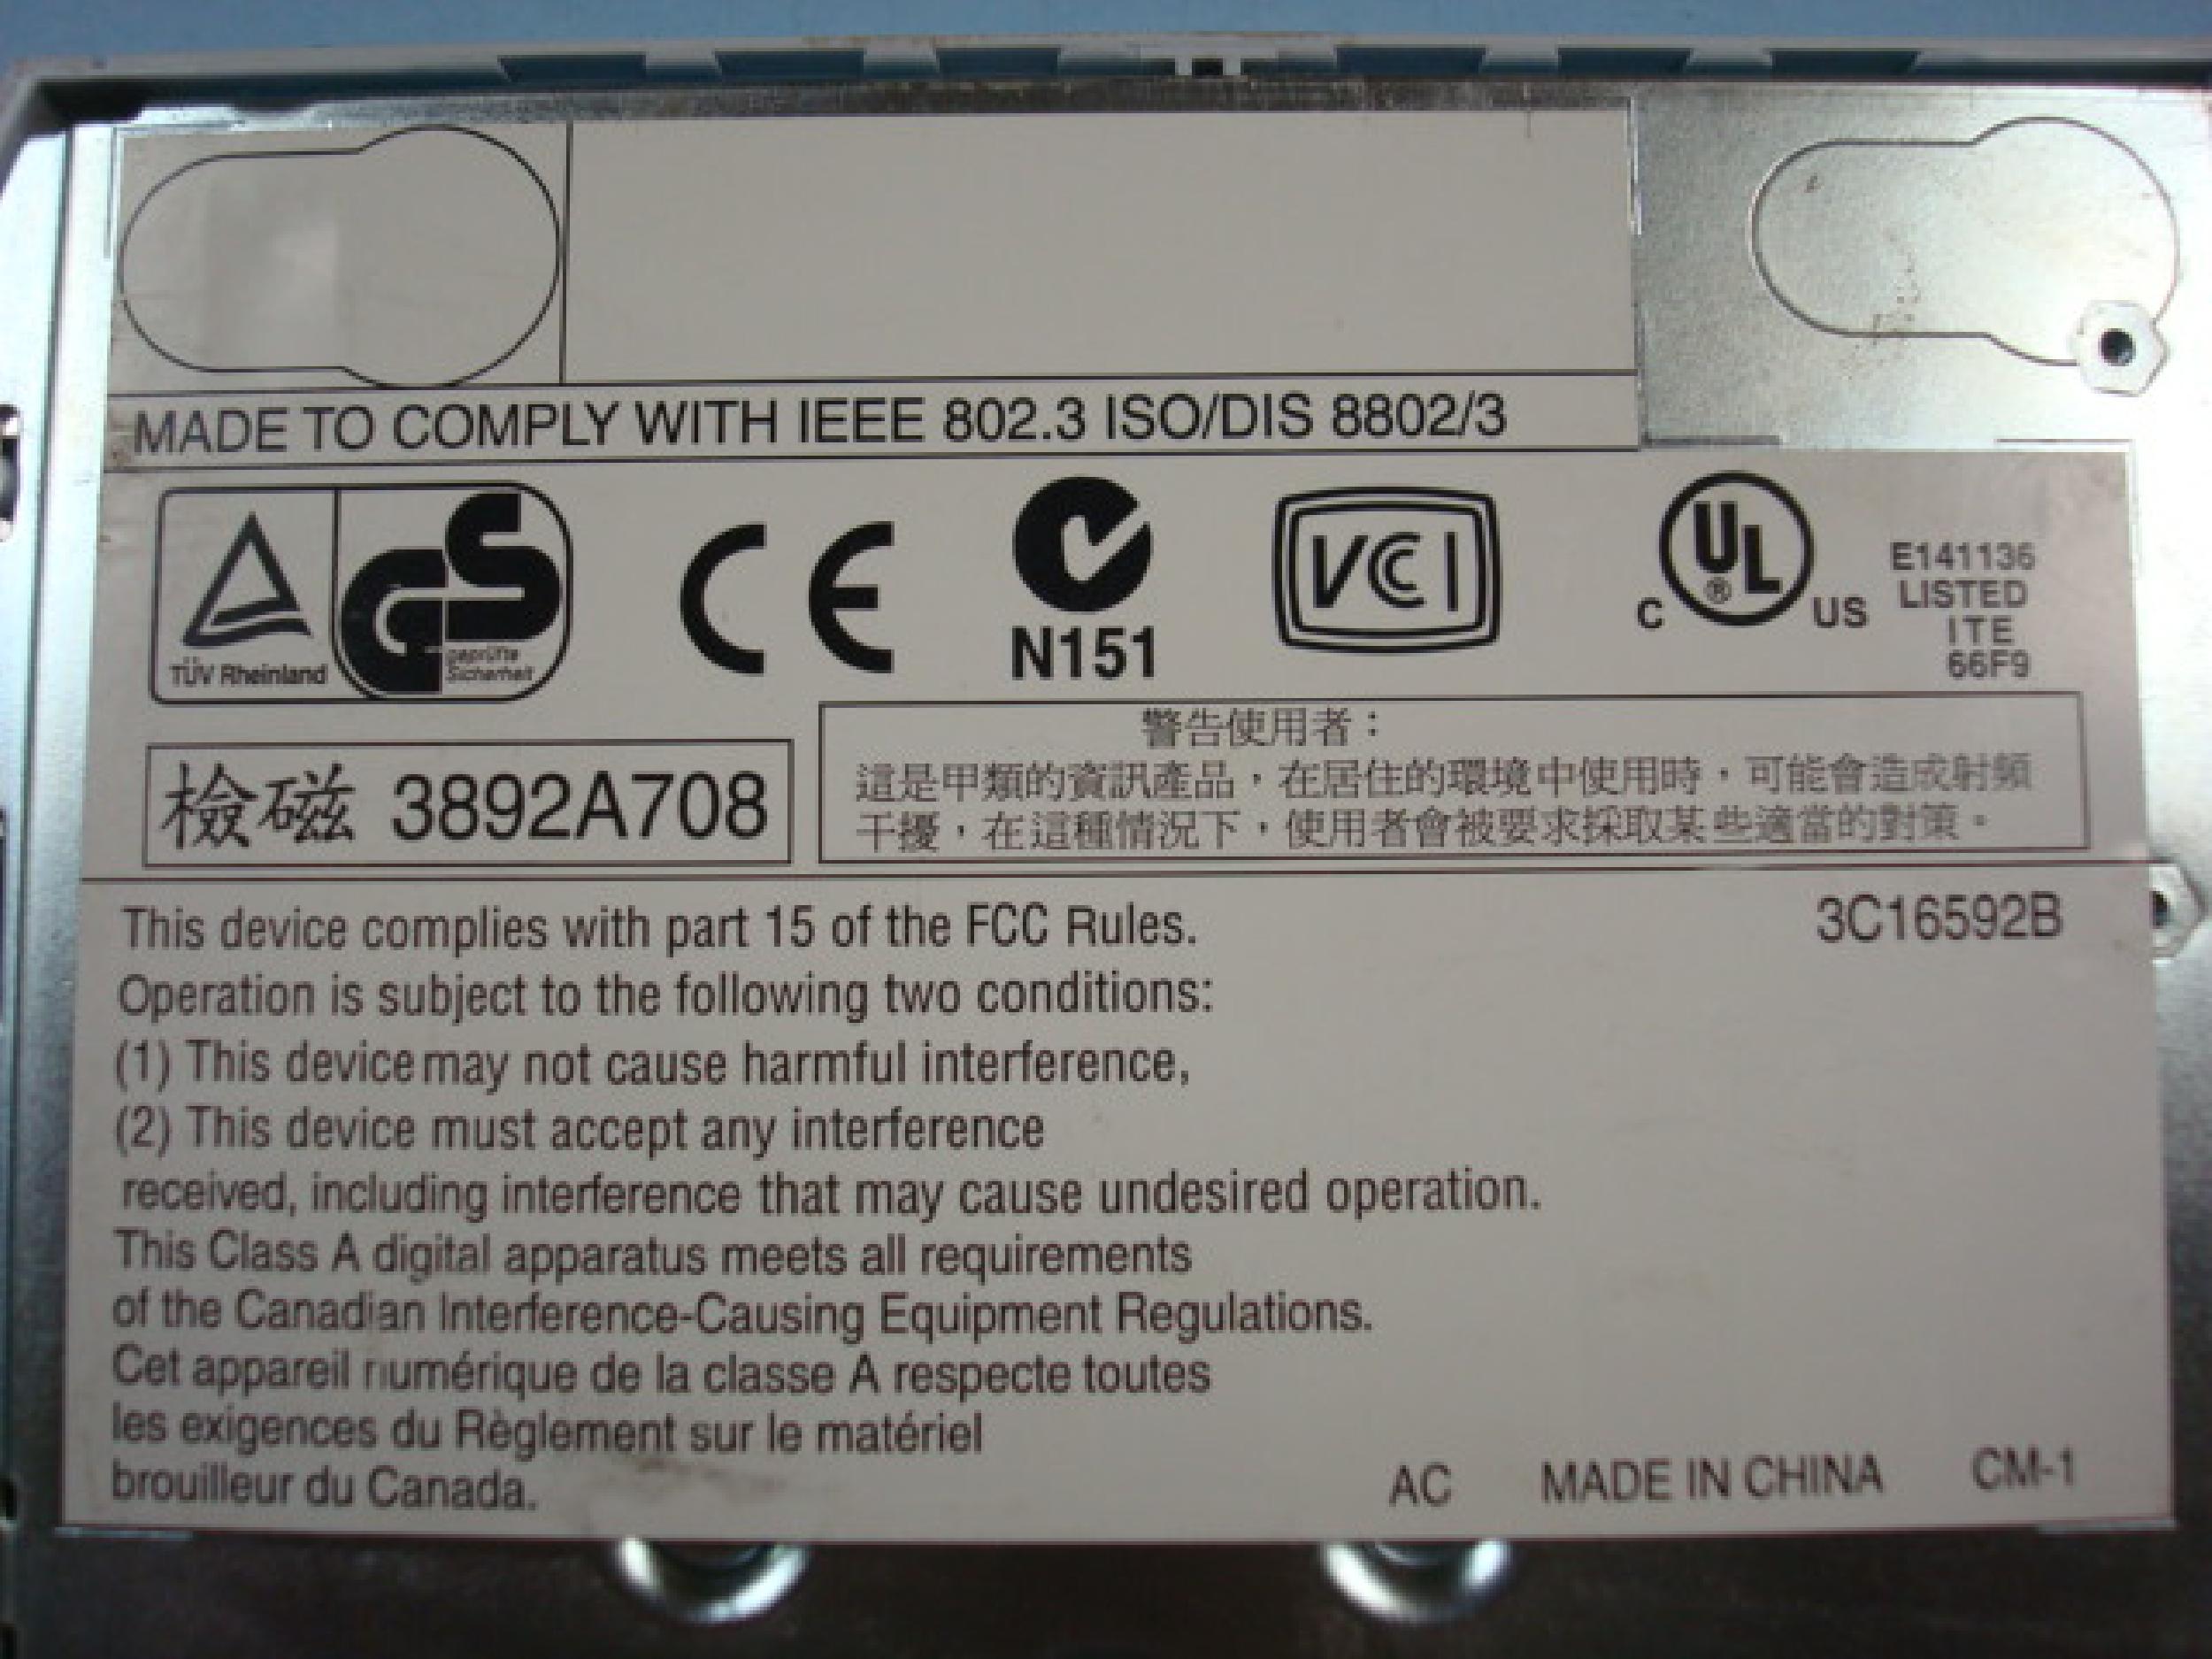 MADE TO COMPLY WITH IEEE 802.3 ISO/DIS 8802/3
TÜV Rheinland
GS
geprüfte
Sicherheit
CE
N151
VCI
C UL ® US
E141136
LISTED
ITE
66F9
檢磁 3892A708
警告使用者：
這是甲類的資訊產品，在居住的環境中使用時，可能會造成射頻
干擾，在這種情況下，使用者會被要求採取某些適當的對策。
3C16592B
This device complies with part 15 of the FCC Rules.
Operation is subject to the following two conditions:
(1) This device may not cause harmful interference,
(2) This device must accept any interference
received, including interference that may cause undesired operation.
This Class A digital apparatus meets all requirements
of the Canadian Interference-Causing Equipment Regulations.
Cet appareil numérique de la classe A respecte toutes
les exigences du Règlement sur le matériel
brouilleur du Canada.
AC MADE IN CHINA CM-1